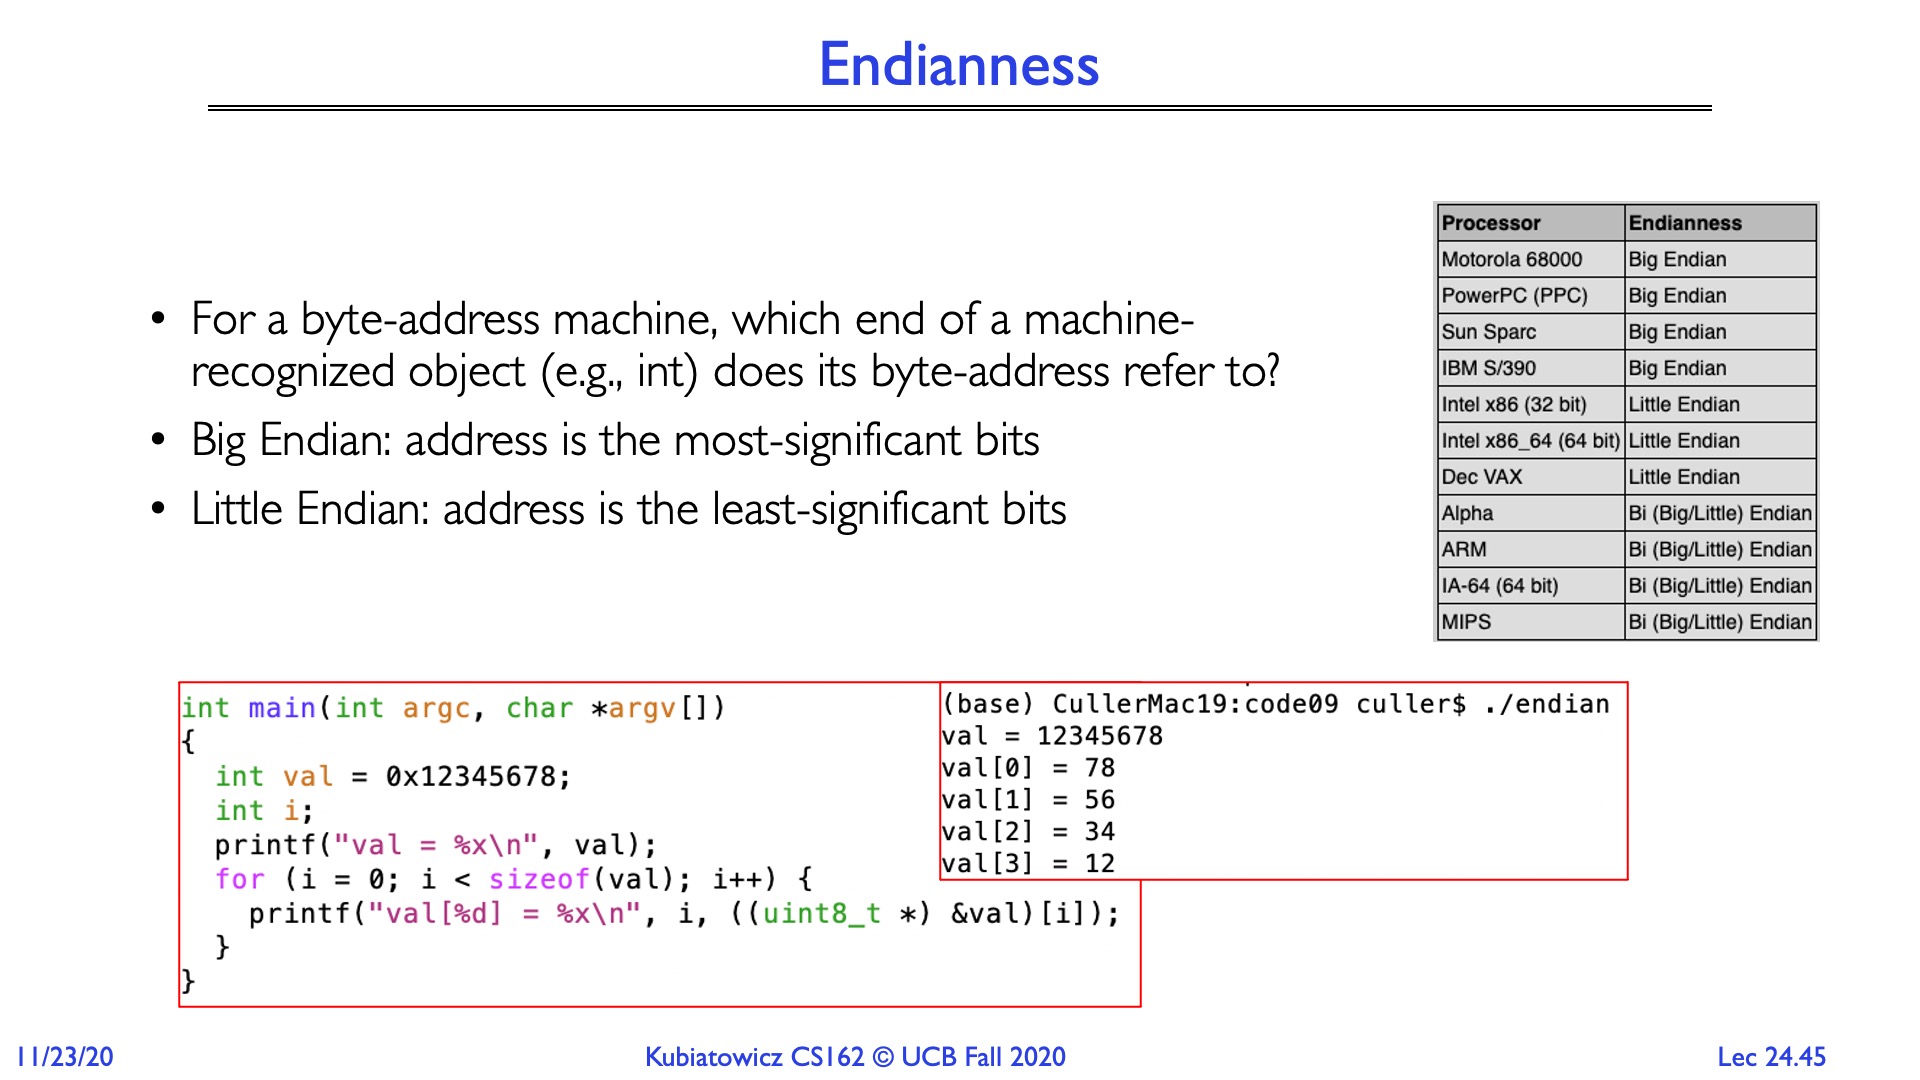 Endianness
• For a byte-address machine, which end of a machine-
recognized object (e.g., int) does its byte-address refer to?
• Big Endian: address is the most-significant bits
• Little Endian: address is the least-significant bits
Processor Endianness
Motorola 68000 Big Endian
PowerPC (PPC) Big Endian
Sun Sparc Big Endian
IBM S/390 Big Endian
Intel x86 (32 bit) Little Endian
Intel x86_64 (64 bit) Little Endian
Dec VAX Little Endian
Alpha Bi (Big/Little) Endian
ARM Bi (Big/Little) Endian
IA-64 (64 bit) Bi (Big/Little) Endian
MIPS Bi (Big/Little) Endian
int main(int argc, char *argv[])
{
  int val = 0x12345678;
  int i;
  printf("val = %x\n", val);
  for (i = 0; i < sizeof(val); i++) {
    printf("val[%d] = %x\n", i, ((uint8_t *) &val)[i]);
  }
}
(base) CullerMac19:code09 culler$ ./endian
val = 12345678
val[0] = 78
val[1] = 56
val[2] = 34
val[3] = 12
11/23/20
Kubiatowicz CS162 © UCB Fall 2020
Lec 24.45